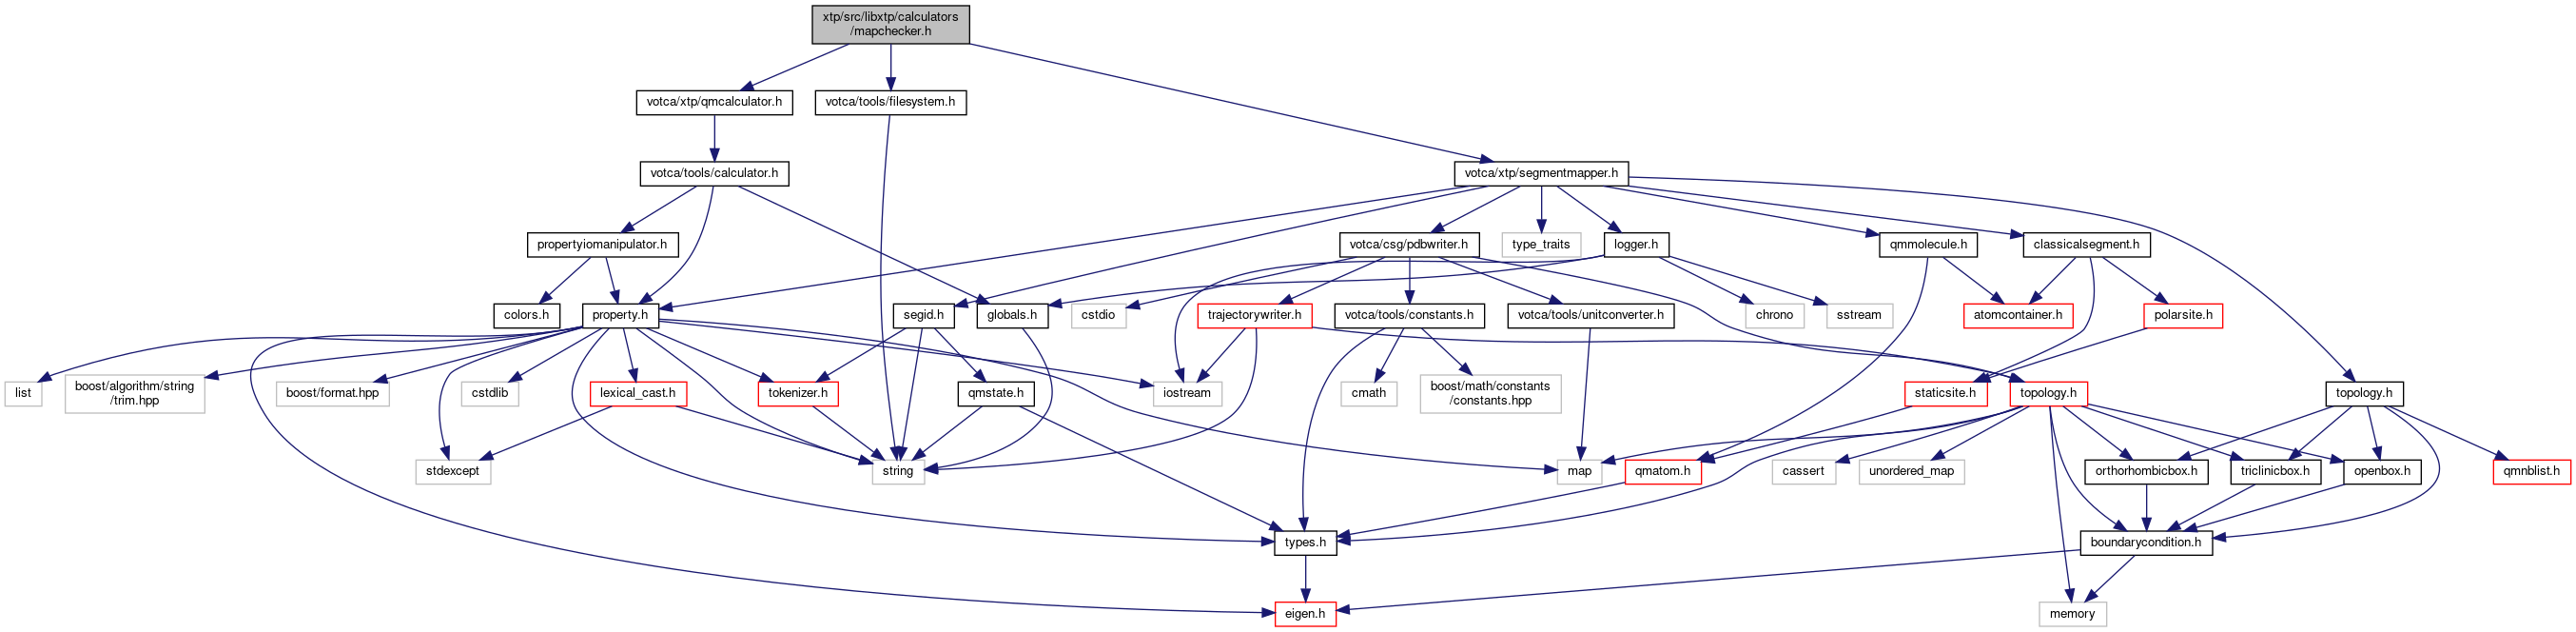 xtp/src/libxtp/calculators
/mapchecker.h
votca/xtp/qmcalculator.h
votca/tools/filesystem.h
votca/tools/calculator.h
votca/xtp/segmentmapper.h
propertyiomanipulator.h
votca/csg/pdbwriter.h
type_traits
logger.h
qmmolecule.h
classicalsegment.h
colors.h
property.h
segid.h
globals.h
cstdio
trajectorywriter.h
votca/tools/constants.h
votca/tools/unitconverter.h
chrono
sstream
atomcontainer.h
polarsite.h
list
boost/algorithm/string
/trim.hpp
boost/format.hpp
cstdlib
lexical_cast.h
tokenizer.h
qmstate.h
iostream
cmath
boost/math/constants
/constants.hpp
staticsite.h
topology.h
topology.h
stdexcept
string
map
qmatom.h
cassert
unordered_map
orthorhombicbox.h
triclinicbox.h
openbox.h
qmnblist.h
types.h
boundarycondition.h
eigen.h
memory